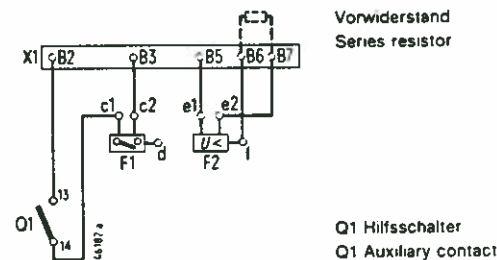 Vorwiderstand
Series resistor
X1 B2 B3 B5 B6 B7
c1 c2 e1 e2
U<
F1 d F2 f
13
Q1
14
46187a
Q1 Hilfsschalter
Q1 Auxiliary contact